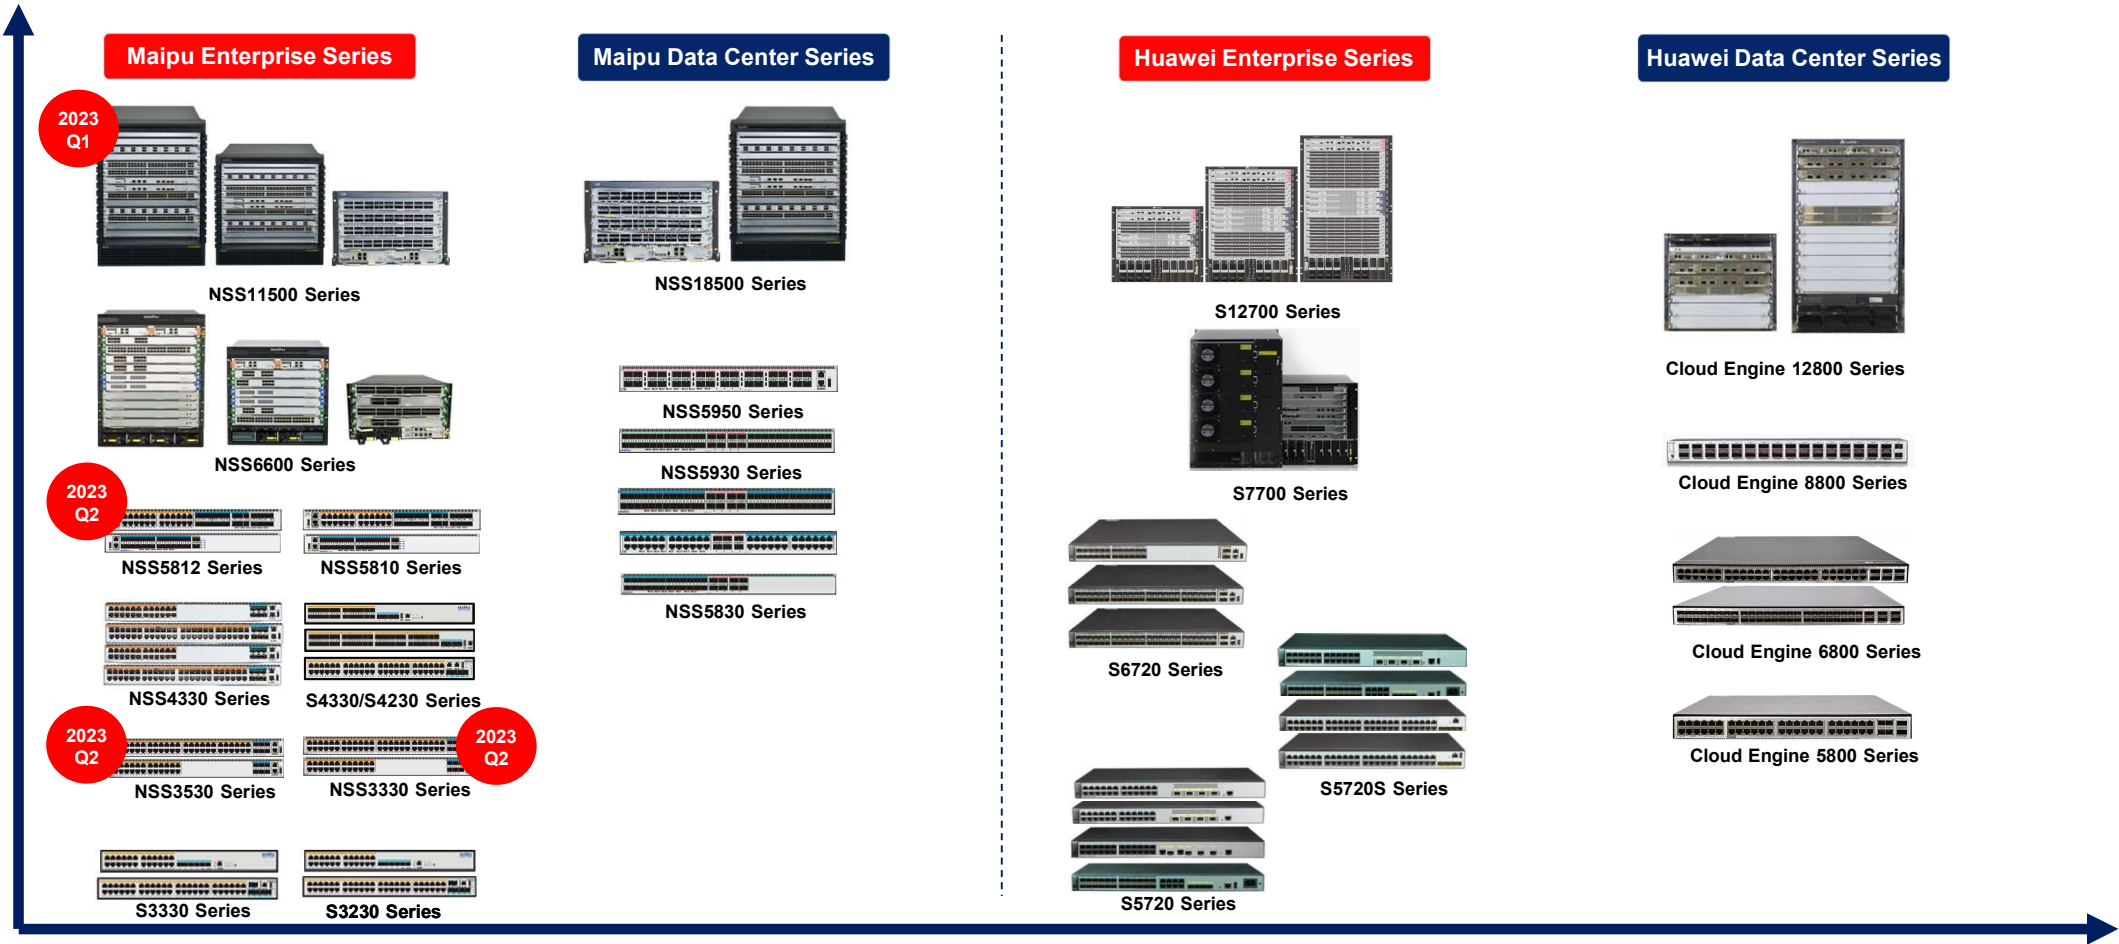 Maipu Enterprise Series
Maipu Data Center Series
Huawei Enterprise Series
Huawei Data Center Series
2023
Q1
NSS11500 Series
NSS18500 Series
S12700 Series
Cloud Engine 12800 Series
MAIPU
MAIPU
NSS6600 Series
NSS5950 Series
NSS5930 Series
S7700 Series
Cloud Engine 8800 Series
2023
Q2
NSS5812 Series
NSS5810 Series
NSS5830 Series
S6720 Series
Cloud Engine 6800 Series
NSS4330 Series
S4330/S4230 Series
2023
Q2
2023
Q2
NSS3530 Series
NSS3330 Series
S5720S Series
Cloud Engine 5800 Series
S3330 Series
S3230 Series
S5720 Series